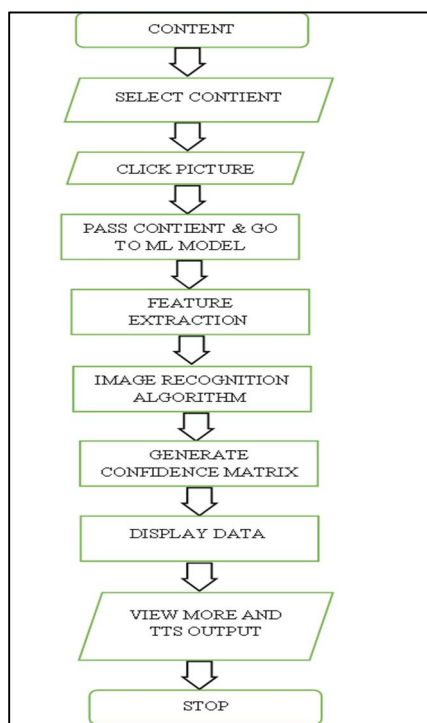 CONTENT
SELECT CONTIENT
CLICK PICTURE
PASS CONTIENT & GO
TO ML MODEL
FEATURE
EXTRACTION
IMAGE RECOGNITION
ALGORITHM
GENERATE
CONFIDENCE MATRIX
DISPLAY DATA
VIEW MORE AND
TTS OUTPUT
STOP